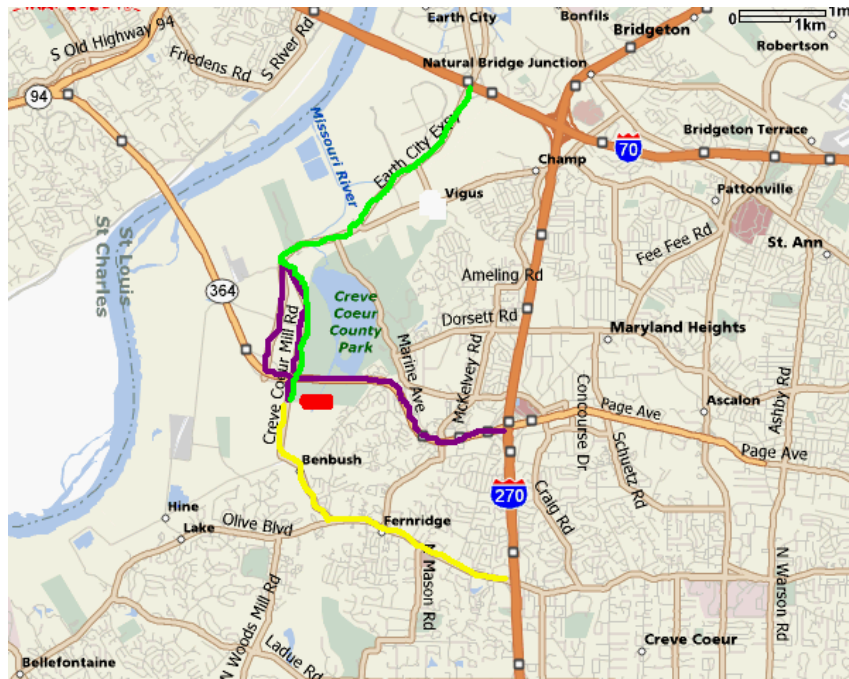 Earth City
Bonfils
Bridgeton
0
1m
1km
S Old Highway 94
S River Rd
Friedens Rd
Robertson
Natural Bridge Junction
94
Missouri River
Earth City Expy
70
Bridgeton Terrace
Champ
Vigus
Pattonville
St Louis
St Charles
Fee Fee Rd
St. Ann
Ameling Rd
364
Creve
Coeur
County
Park
Dorsett Rd
Maryland Heights
Creve Coeur Mill Rd
Marine Ave
McKelvey Rd
Concourse Dr
Ashby Rd
Page Ave
Ascalon
Schuetz Rd
Page Ave
Benbush
270
Craig Rd
Hine
Lake
Olive Blvd
Fernridge
N Mason Rd
N Woods Mill Rd
N Warson Rd
Creve Coeur
Bellefontaine
Ladue Rd